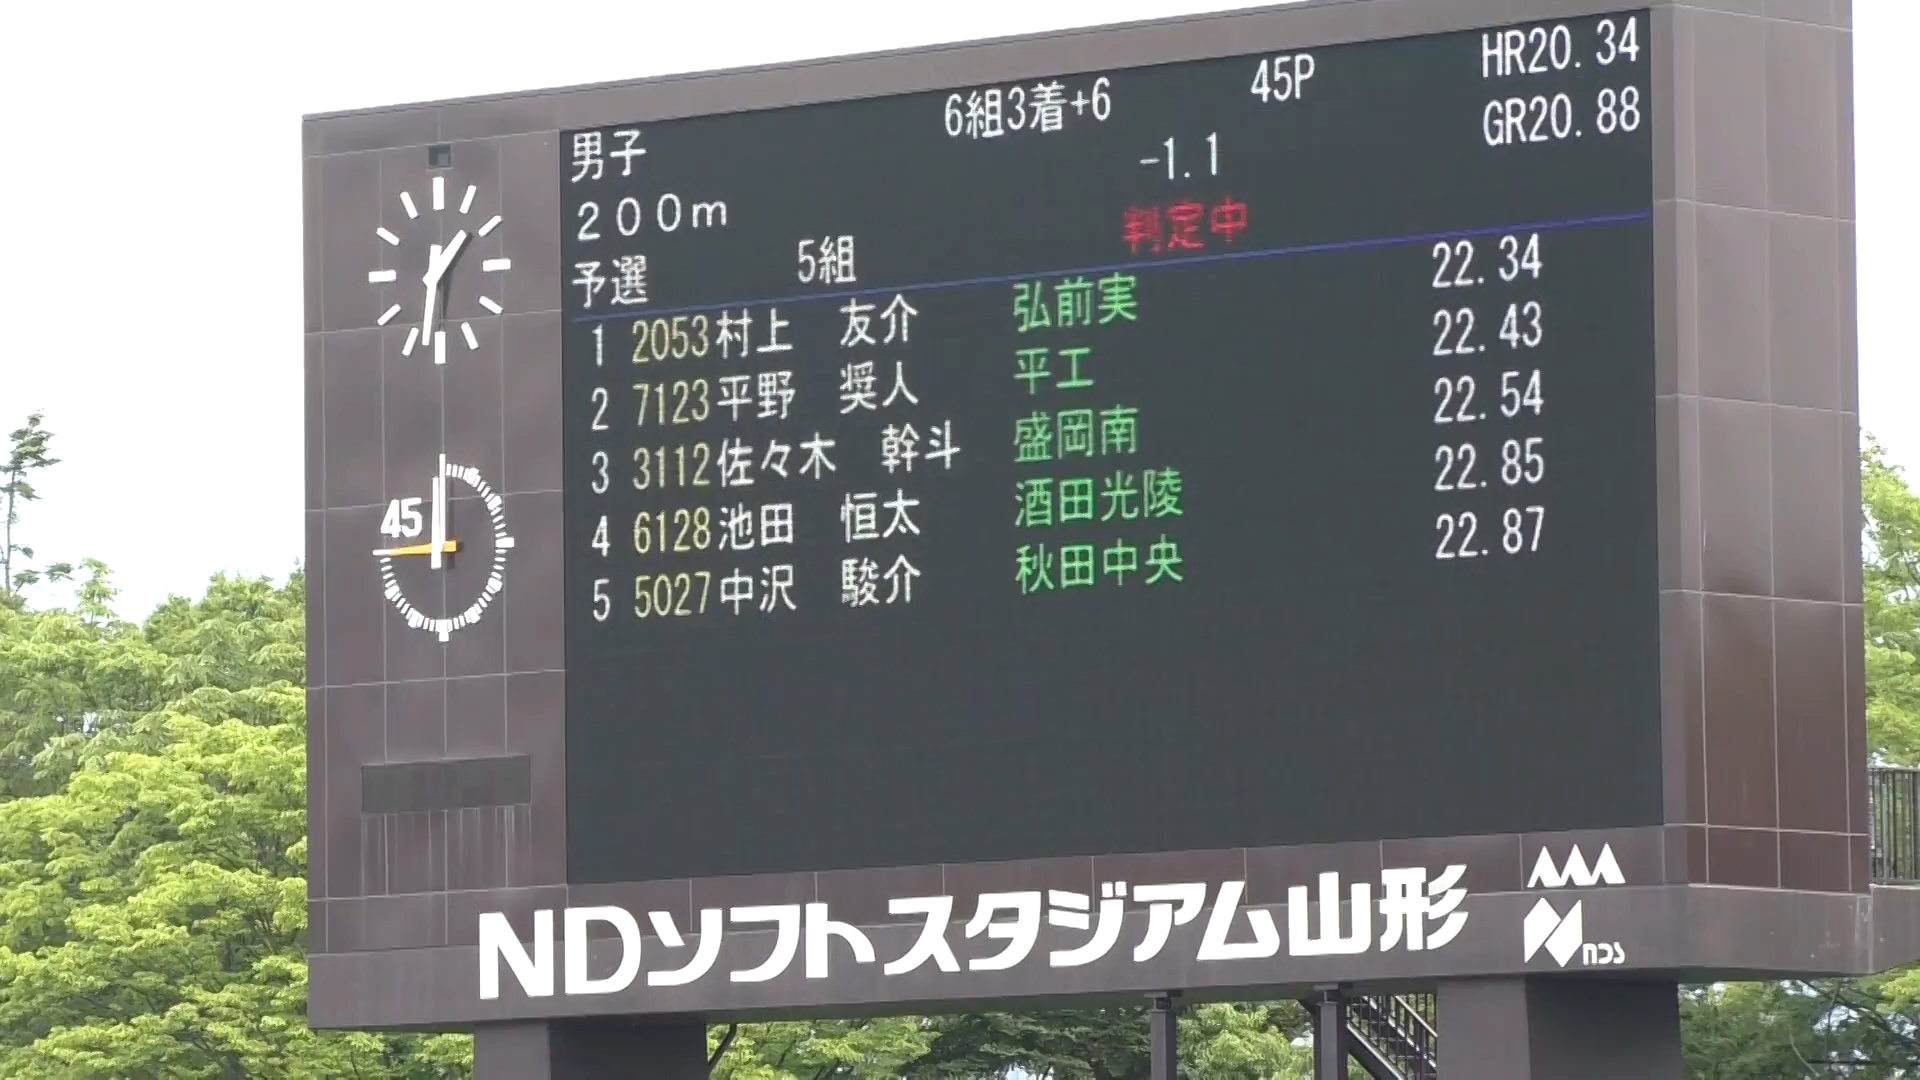 6組3着+6 45P HR20.34
男子 -1.1 GR20.88
200m 判定中
予選 5組
1 2053 村上 友介 弘前実 22.34
2 7123 平野 奨人 平工 22.43
3 3112 佐々木 幹斗 盛岡南 22.54
4 6128 池田 恒太 酒田光陵 22.85
5 5027 中沢 駿介 秋田中央 22.87
45
NDソフトスタジアム山形
NDS